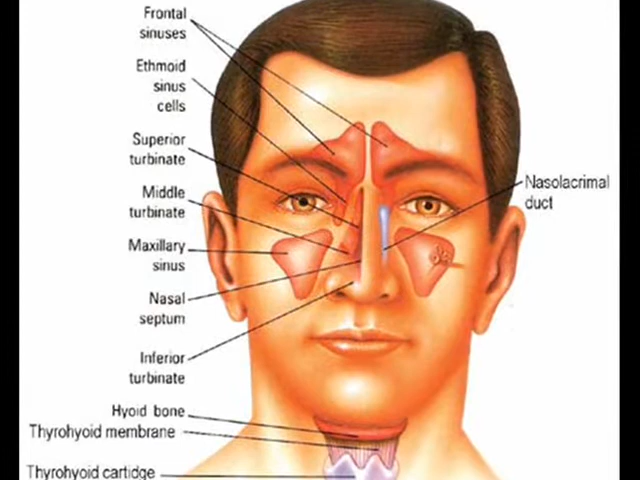 Frontal
sinuses
Ethmoid
sinus
cells
Superior
turbinate
Middle
turbinate
Maxillary
sinus
Nasal
septum
Inferior
turbinate
Hyoid bone
Thyrohyoid membrane
Thyrohyoid cartidge
Nasolacrimal
duct